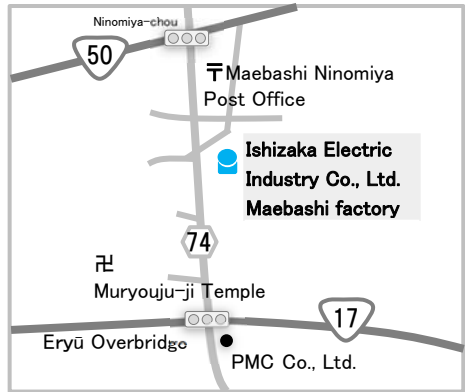 Ninomiya-chou
50
〒Maebashi Ninomiya
Post Office
Ishizaka Electric
Industry Co., Ltd.
Maebashi factory
74
卍
Muryouju-ji Temple
17
Eryū Overbridge
PMC Co., Ltd.